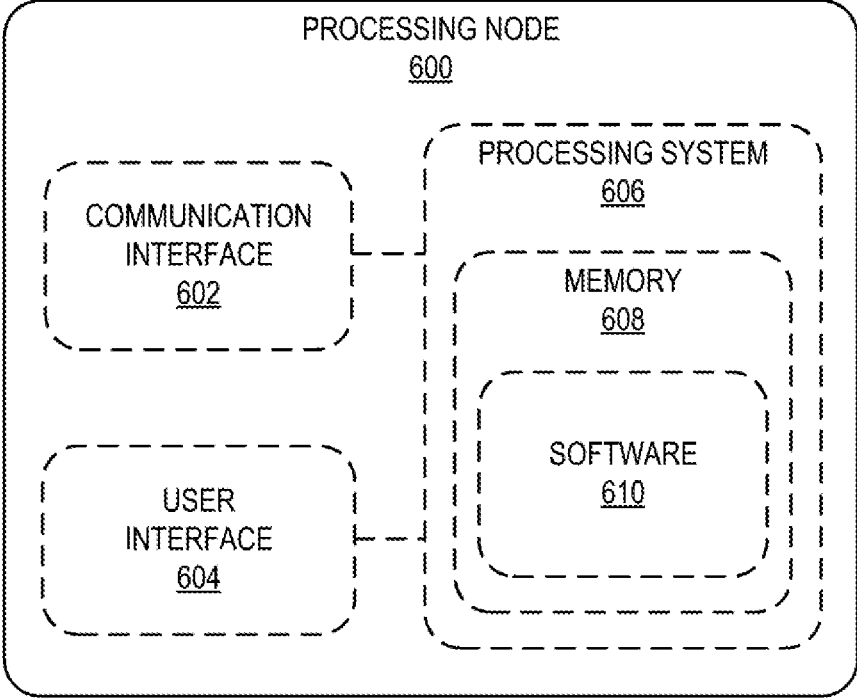 PROCESSING NODE
600
COMMUNICATION
INTERFACE
602
USER
INTERFACE
604
PROCESSING SYSTEM
606
MEMORY
608
SOFTWARE
610